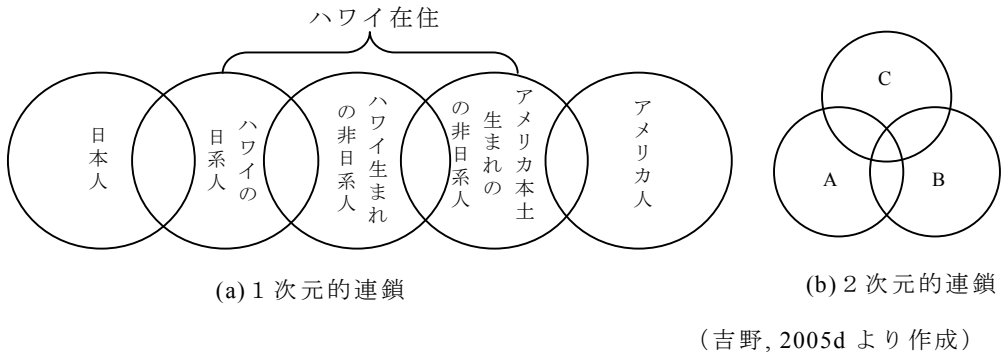 ハワイ在住
日本人
ハワイの
日系人
ハワイ生まれ
の非日系人
アメリカ本土
生まれの
の非日系人
アメリカ人
C
A
B
(a)１次元的連鎖
(b)２次元的連鎖
（吉野, 2005d より作成）